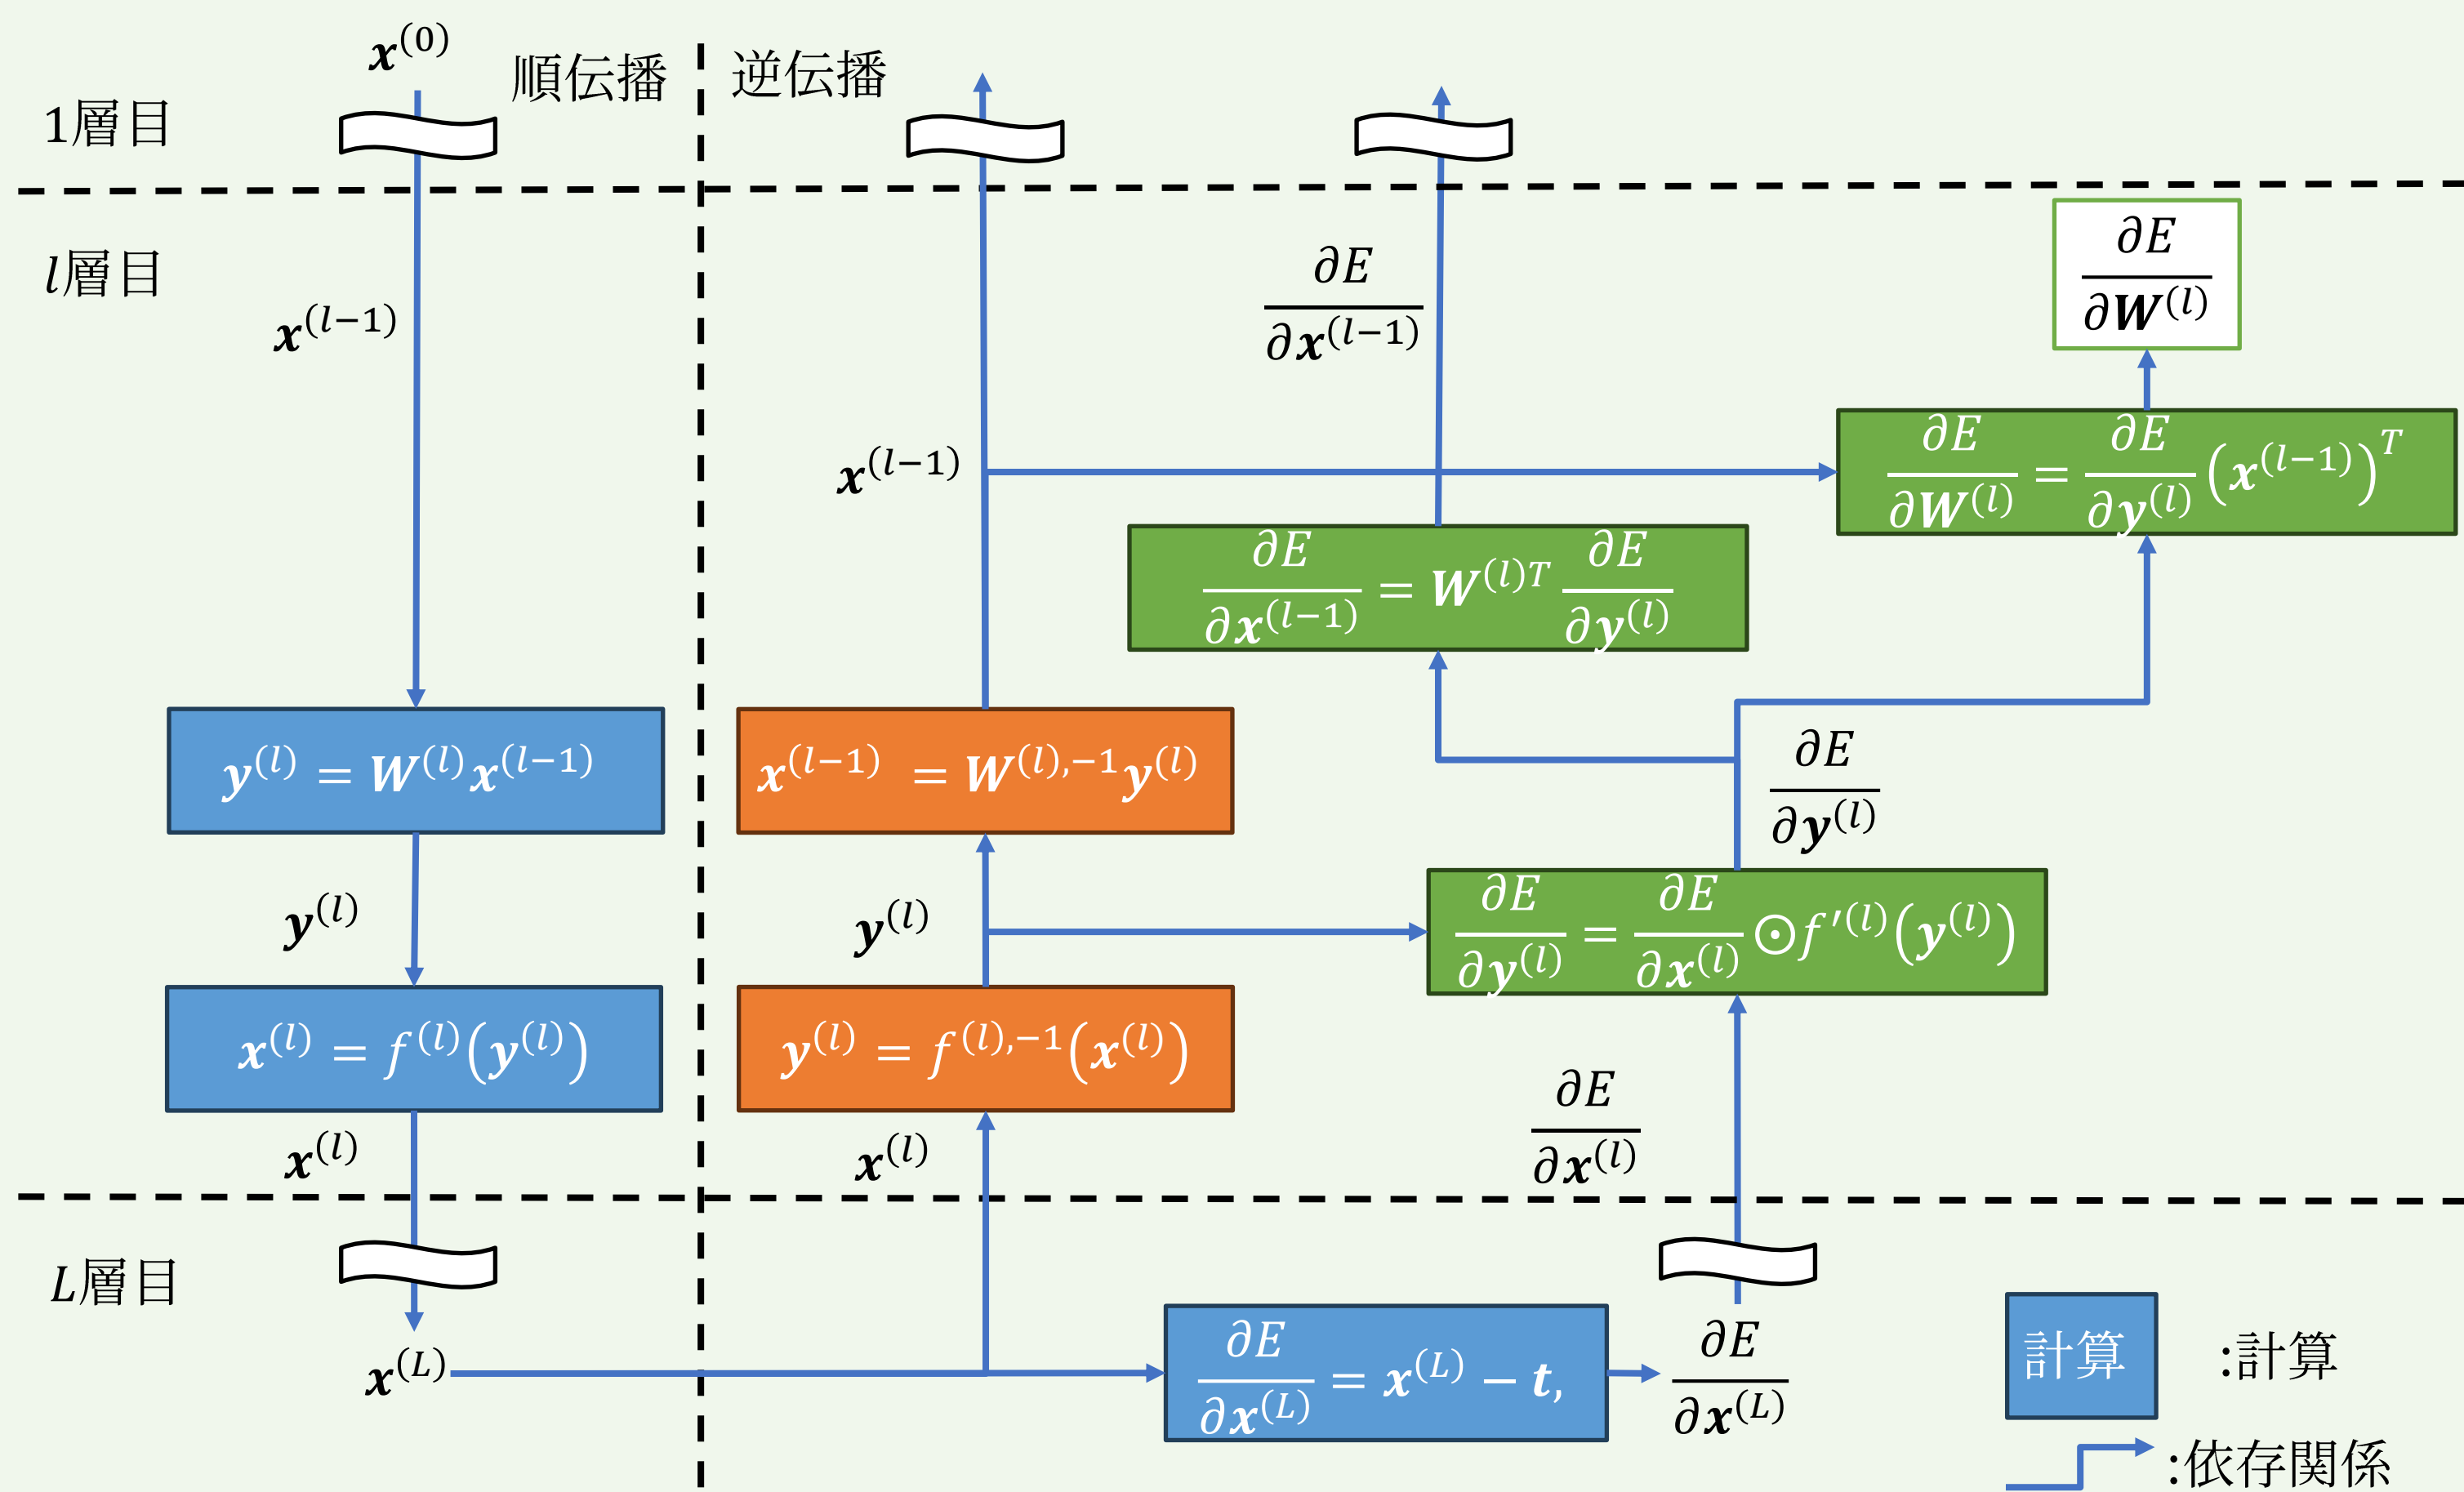 x^(0)
順伝播
逆伝播
1層目
l層目
x^(l−1)
∂E/∂x^(l−1)
∂E/∂W^(l)
x^(l−1)
∂E/∂W^(l) = ∂E/∂y^(l) (x^(l−1))^T
∂E/∂x^(l−1) = W^(l)T ∂E/∂y^(l)
y^(l) = W^(l)x^(l−1)
x^(l−1) = W^(l),−1 y^(l)
∂E/∂y^(l)
y^(l)
y^(l)
∂E/∂y^(l) = ∂E/∂x^(l) ⊙ f′^(l)(y^(l))
x^(l) = f^(l)(y^(l))
y^(l) = f^(l),−1(x^(l))
x^(l)
x^(l)
∂E/∂x^(l)
L層目
x^(L)
∂E/∂x^(L) = x^(L) − t,
∂E/∂x^(L)
計算
:計算
:依存関係